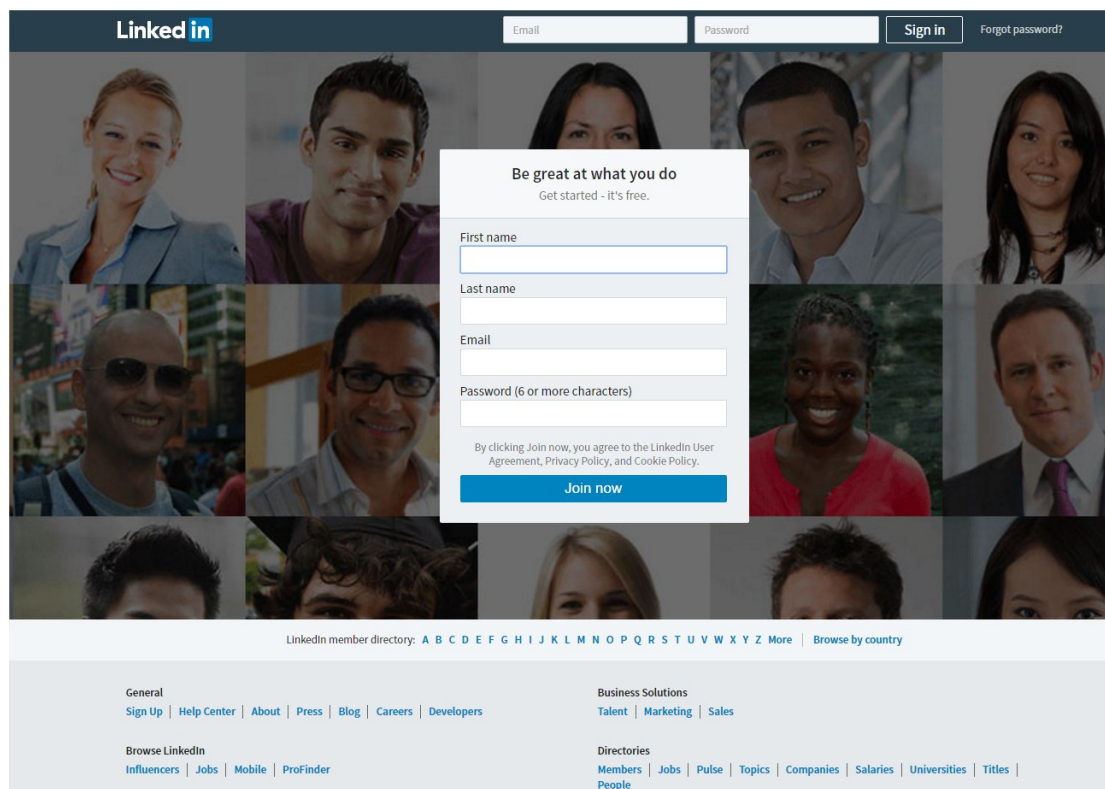 Linked in
Email Password Sign in Forgot password?
Be great at what you do
Get started - it's free.
First name
Last name
Email
Password (6 or more characters)
By clicking Join now, you agree to the LinkedIn User
Agreement, Privacy Policy, and Cookie Policy.
Join now
LinkedIn member directory: A B C D E F G H I J K L M N O P Q R S T U V W X Y Z More | Browse by country
General
Sign Up | Help Center | About | Press | Blog | Careers | Developers
Business Solutions
Talent | Marketing | Sales
Browse LinkedIn
Influencers | Jobs | Mobile | ProFinder
Directories
Members | Jobs | Pulse | Topics | Companies | Salaries | Universities | Titles |
People